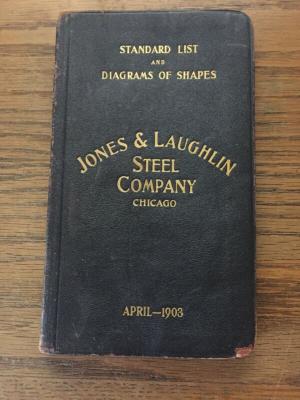 STANDARD LIST
AND
DIAGRAMS OF SHAPES
JONES & LAUGHLIN
STEEL
COMPANY
CHICAGO
APRIL—1903